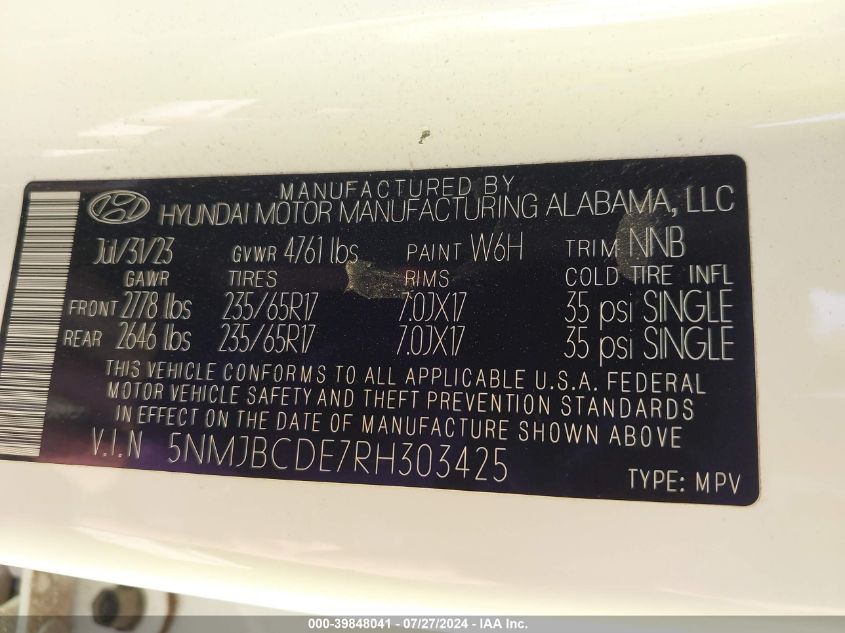 MANUFACTURED BY
HYUNDAI MOTOR MANUFACTURING ALABAMA, LLC
Jul/31/23 GVWR 4761 lbs PAINT W6H TRIM NNB
GAWR TIRES RIMS COLD TIRE INFL
FRONT 2778 lbs 235/65R17 7.0JX17 35 psi SINGLE
REAR 2646 lbs 235/65R17 7.0JX17 35 psi SINGLE
THIS VEHICLE CONFORMS TO ALL APPLICABLE U.S.A. FEDERAL
MOTOR VEHICLE SAFETY AND THEFT PREVENTION STANDARDS
IN EFFECT ON THE DATE OF MANUFACTURE SHOWN ABOVE
V.I.N 5NMJBCDE7RH303425
TYPE: MPV
000-39848041 - 07/27/2024 - IAA Inc.